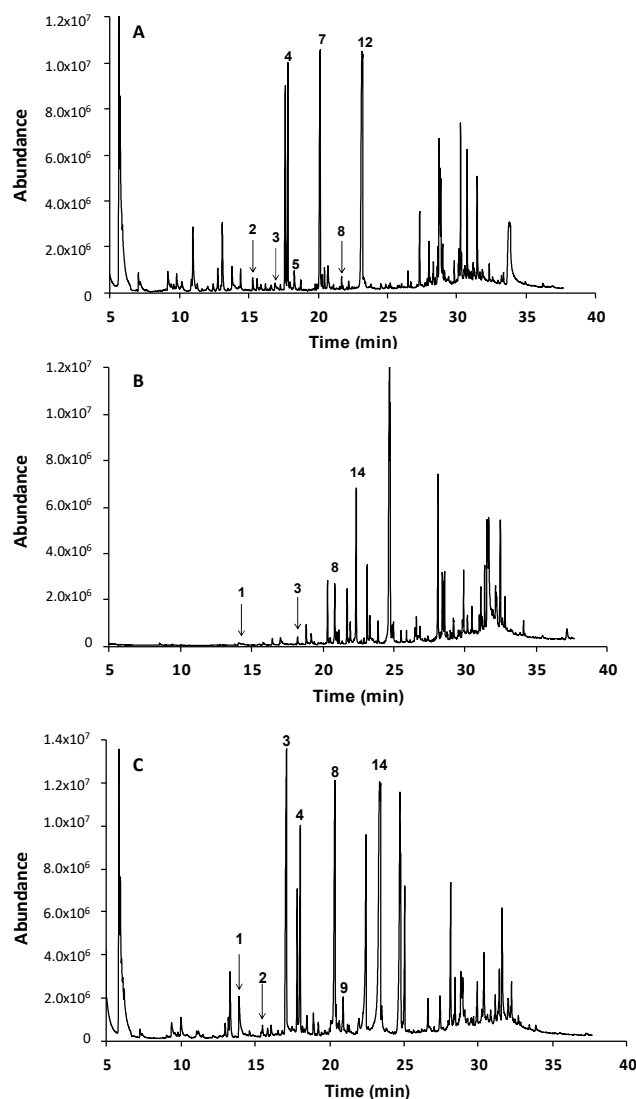 A
Abundance
1.2x10⁷
1.0x10⁷
8.0x10⁶
6.0x10⁶
4.0x10⁶
2.0x10⁶
0
4 7 12
2 3 5 8
5 10 15 20 25 30 35 40
Time (min)
B
Abundance
1.2x10⁷
1.0x10⁷
8.0x10⁶
6.0x10⁶
4.0x10⁶
2.0x10⁶
0
14
1 3 8
5 10 15 20 25 30 35 40
Time (min)
C
Abundance
1.4x10⁷
1.2x10⁷
1.0x10⁷
8.0x10⁶
6.0x10⁶
4.0x10⁶
2.0x10⁶
0
3 8 14
4
1 2 9
5 10 15 20 25 30 35 40
Time (min)